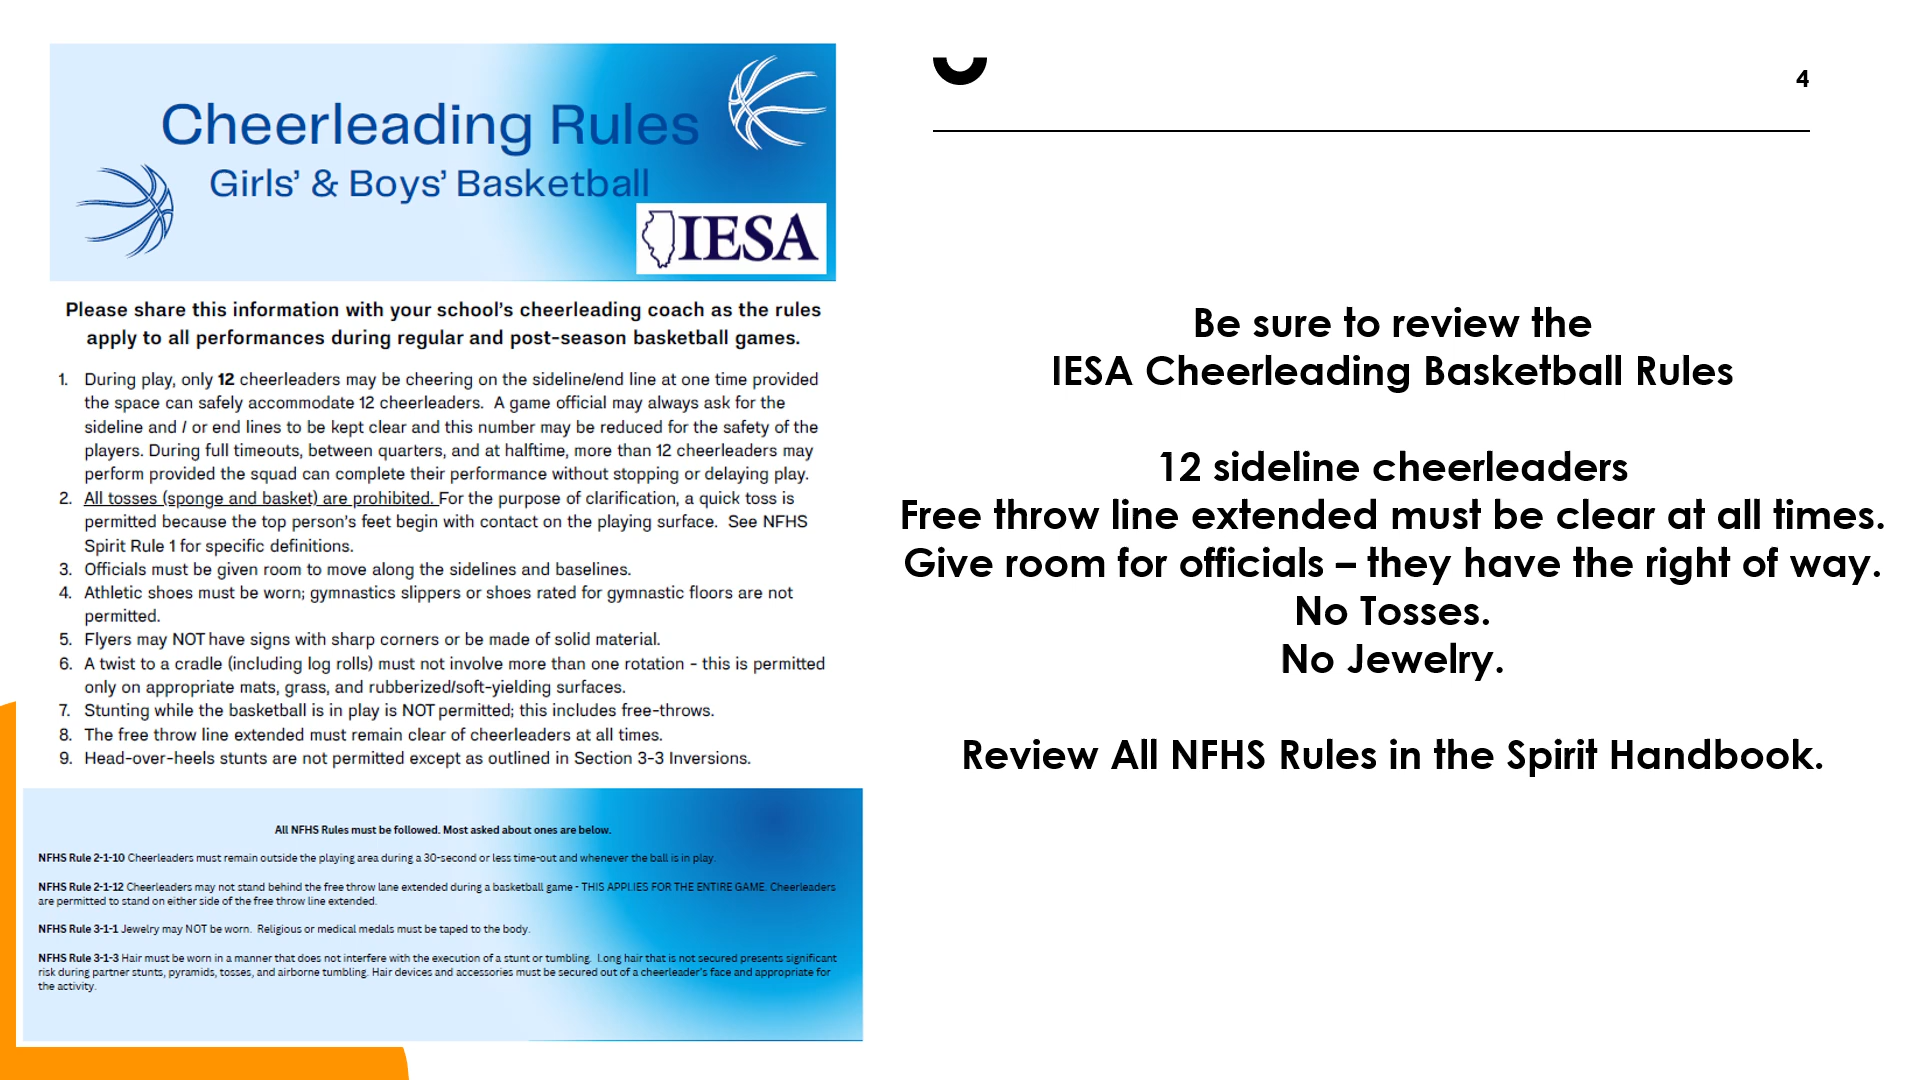 Cheerleading Rules
Girls' & Boys' Basketball
IESA
Please share this information with your school's cheerleading coach as the rules
apply to all performances during regular and post-season basketball games.
1. During play, only 12 cheerleaders may be cheering on the sideline/end line at one time provided
the space can safely accommodate 12 cheerleaders. A game official may always ask for the
sideline and / or end lines to be kept clear and this number may be reduced for the safety of the
players. During full timeouts, between quarters, and at halftime, more than 12 cheerleaders may
perform provided the squad can complete their performance without stopping or delaying play.
2. All tosses (sponge and basket) are prohibited. For the purpose of clarification, a quick toss is
permitted because the top person's feet begin with contact on the playing surface. See NFHS
Spirit Rule 1 for specific definitions.
3. Officials must be given room to move along the sidelines and baselines.
4. Athletic shoes must be worn; gymnastics slippers or shoes rated for gymnastic floors are not
permitted.
5. Flyers may NOT have signs with sharp corners or be made of solid material.
6. A twist to a cradle (including log rolls) must not involve more than one rotation - this is permitted
only on appropriate mats, grass, and rubberized/soft-yielding surfaces.
7. Stunting while the basketball is in play is NOT permitted; this includes free-throws.
8. The free throw line extended must remain clear of cheerleaders at all times.
9. Head-over-heels stunts are not permitted except as outlined in Section 3-3 Inversions.
All NFHS Rules must be followed. Most asked about ones are below.
NFHS Rule 2-1-10 Cheerleaders must remain outside the playing area during a 30-second or less time-out and whenever the ball is in play.
NFHS Rule 2-1-12 Cheerleaders may not stand behind the free throw lane extended during a basketball game - THIS APPLIES FOR THE ENTIRE GAME. Cheerleaders
are permitted to stand on either side of the free throw line extended.
NFHS Rule 3-1-1 Jewelry may NOT be worn. Religious or medical medals must be taped to the body.
NFHS Rule 3-1-3 Hair must be worn in a manner that does not interfere with the execution of a stunt or tumbling. Long hair that is not secured presents significant
risk during partner stunts, pyramids, tosses, and airborne tumbling. Hair devices and accessories must be secured out of a cheerleader's face and appropriate for
the activity.
4
Be sure to review the
IESA Cheerleading Basketball Rules
12 sideline cheerleaders
Free throw line extended must be clear at all times.
Give room for officials – they have the right of way.
No Tosses.
No Jewelry.
Review All NFHS Rules in the Spirit Handbook.